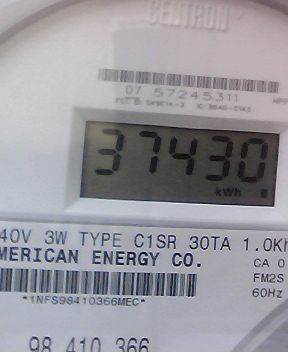 CENTRON
07 57245311
37430
kWh
40V 3W TYPE C1SR 30TA 1.0Kh
MERICAN ENERGY CO.
CA 0
FM2S
60Hz
*1NFS98410366MEC*
98 410 366